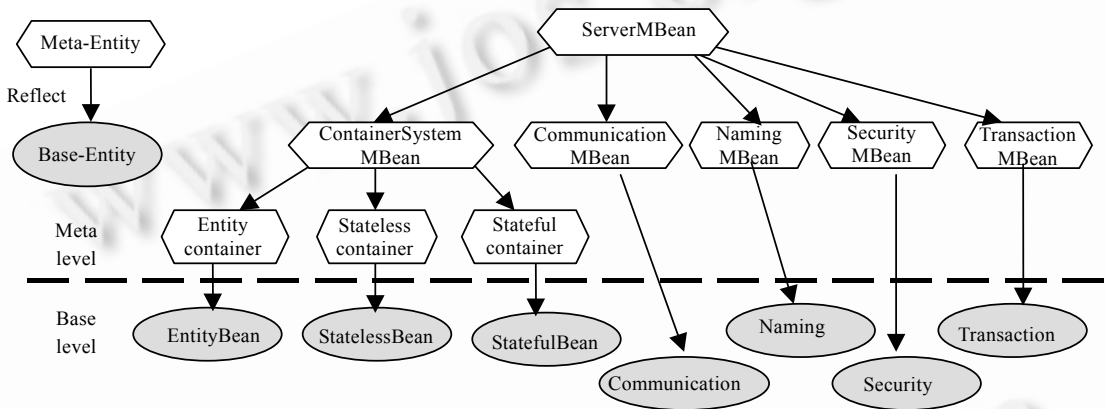 Meta-Entity
Reflect
Base-Entity
ServerMBean
ContainerSystem
MBean
Communication
MBean
Naming
MBean
Security
MBean
Transaction
MBean
Meta
level
Entity
container
Stateless
container
Stateful
container
Base
level
EntityBean
StatelessBean
StatefulBean
Communication
Naming
Security
Transaction